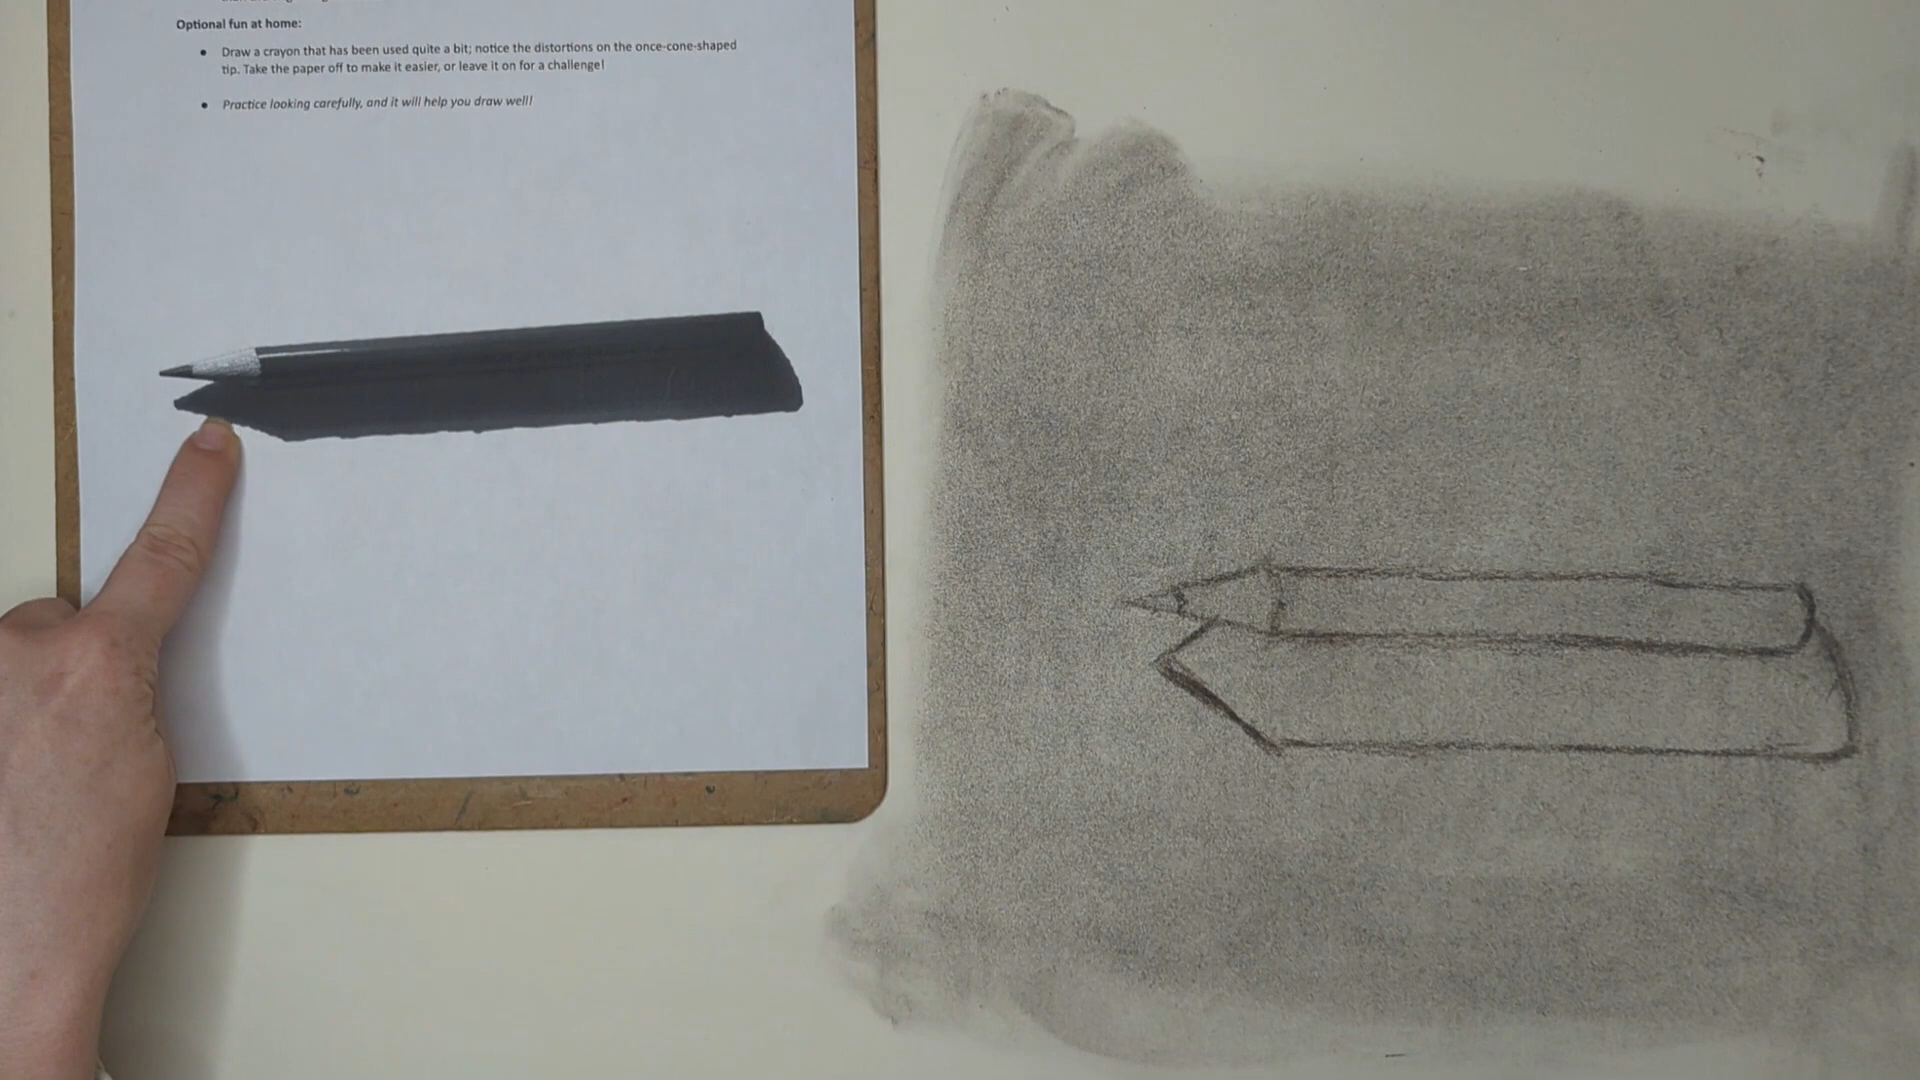 Optional fun at home:
Draw a crayon that has been used quite a bit; notice the distortions on the once-cone-shaped
tip. Take the paper off to make it easier, or leave it on for a challenge!
Practice looking carefully, and it will help you draw well!